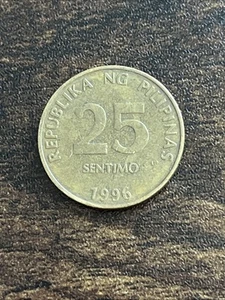 REPUBLIKA NG PILIPINAS
25
SENTIMO
1996